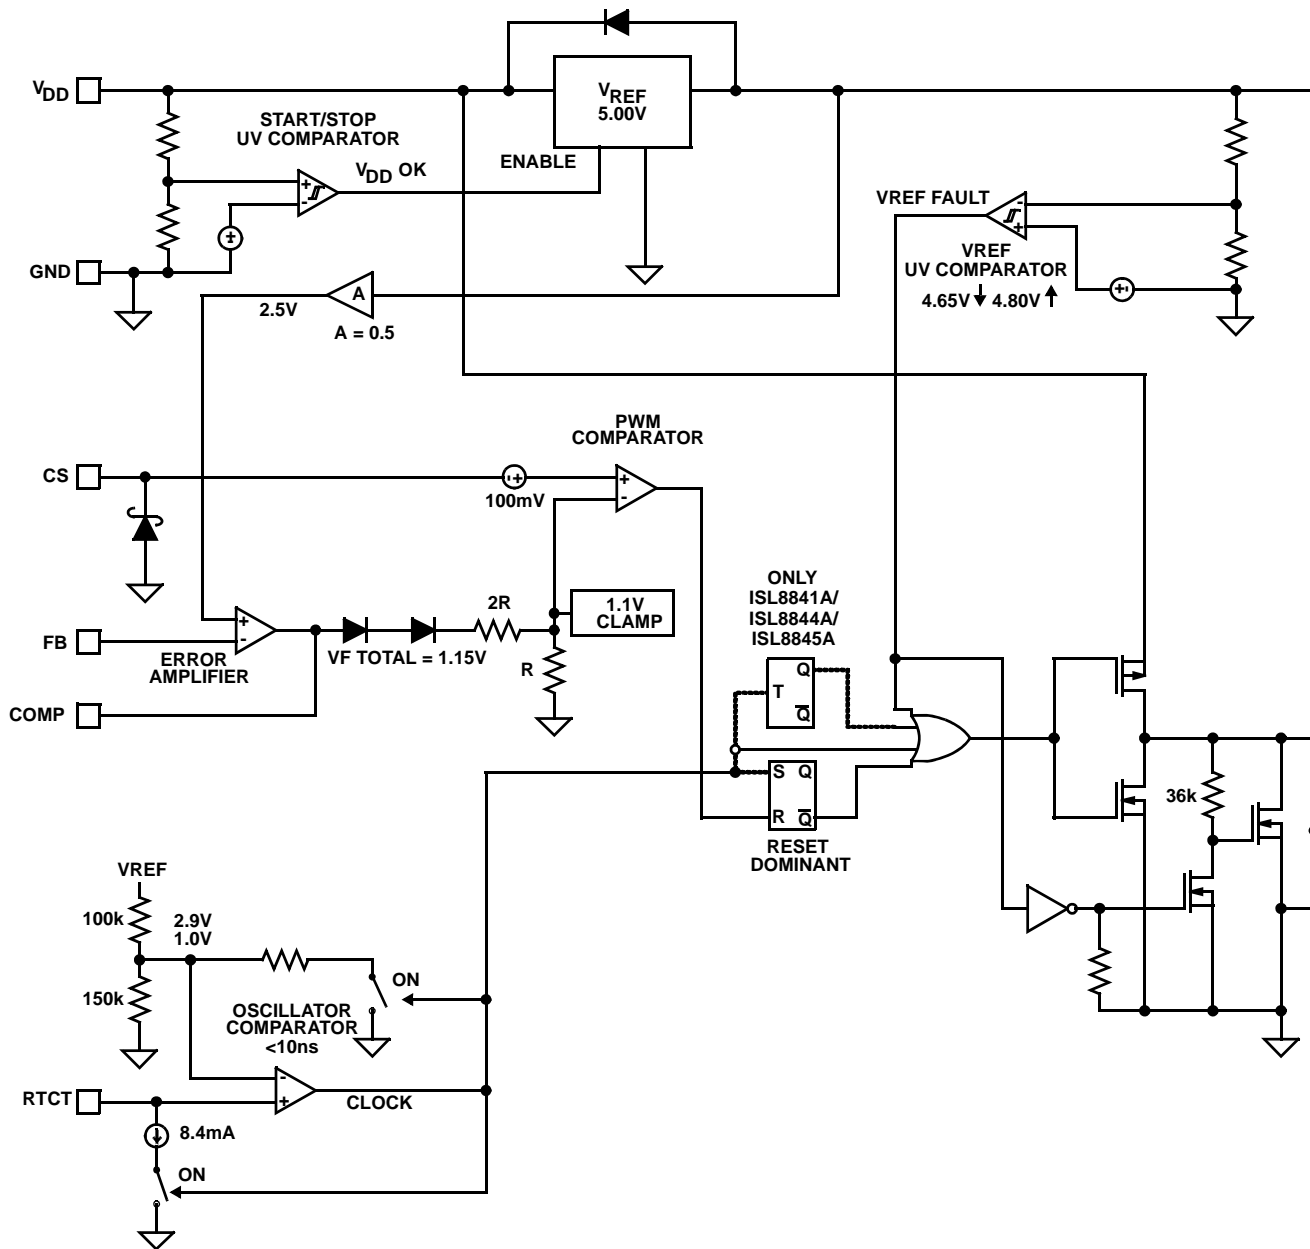 VDD
START/STOP
UV COMPARATOR
+
-
VDD OK
ENABLE
VREF
5.00V
GND
2.5V
A
A = 0.5
VREF FAULT
-
+
VREF
UV COMPARATOR
4.65V 4.80V
PWM
COMPARATOR
CS
100mV
+
-
ONLY
ISL8841A/
ISL8844A/
ISL8845A
2R
1.1V
CLAMP
+
-
FB
ERROR
AMPLIFIER
VF TOTAL = 1.15V
R
COMP
Q
T
Q
S Q
R Q
RESET
DOMINANT
36k
VREF
100k
2.9V
1.0V
150k
ON
OSCILLATOR
COMPARATOR
<10ns
-
+
RTCT
CLOCK
8.4mA
ON